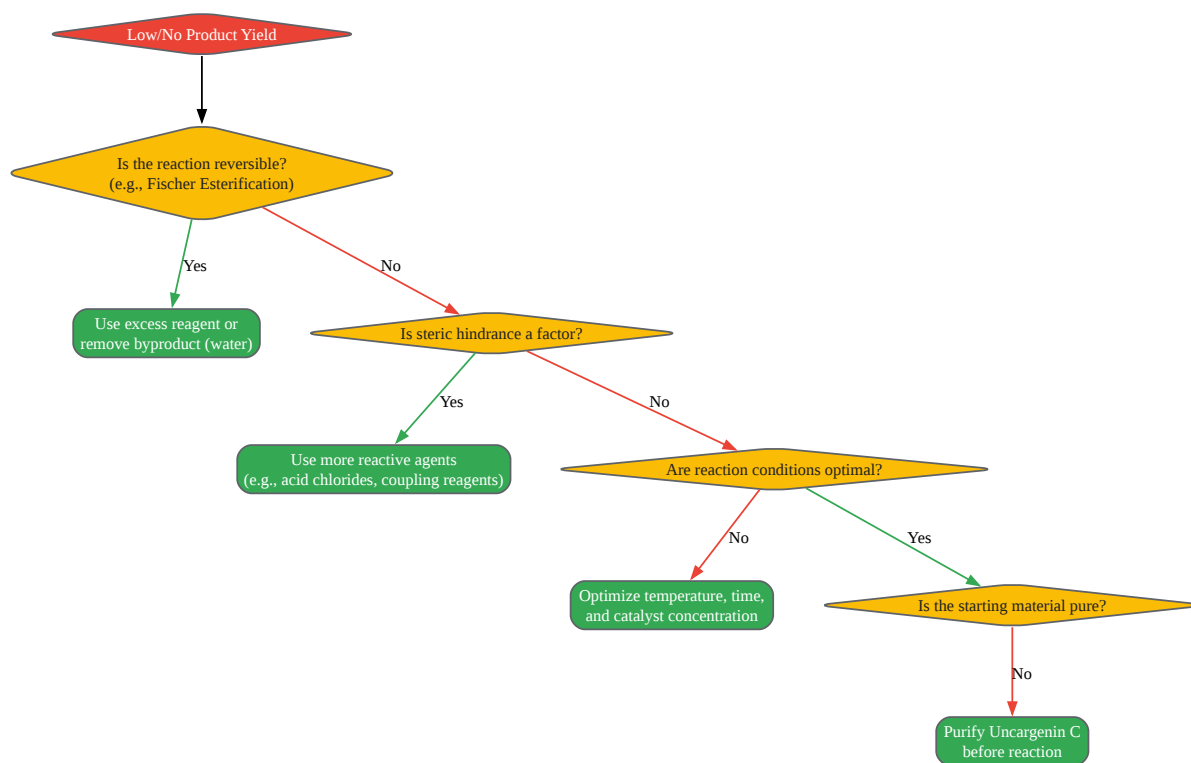 Low/No Product Yield
Is the reaction reversible?
(e.g., Fischer Esterification)
Yes
No
Use excess reagent or
remove byproduct (water)
Is steric hindrance a factor?
Yes
No
Use more reactive agents
(e.g., acid chlorides, coupling reagents)
Are reaction conditions optimal?
No
Yes
Optimize temperature, time,
and catalyst concentration
Is the starting material pure?
No
Purify Uncargenin C
before reaction